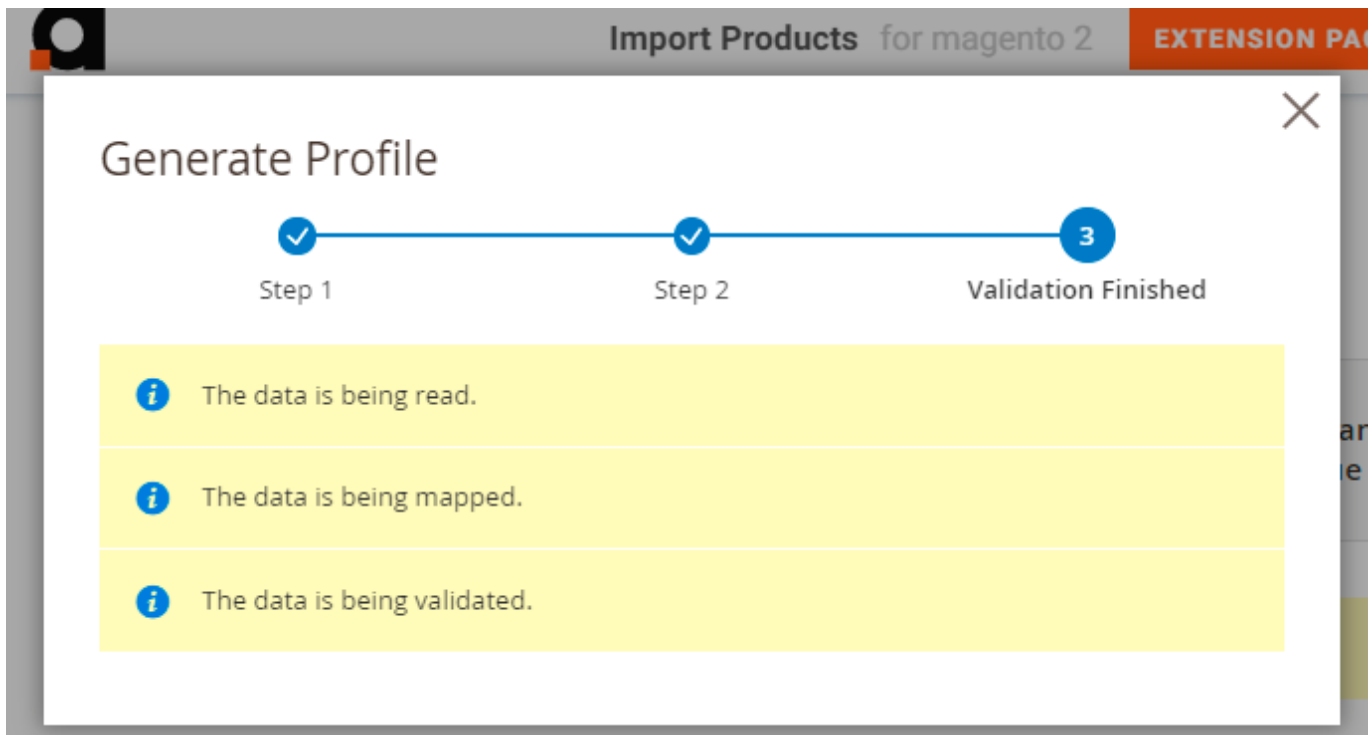 Import Products for magento 2
EXTENSION
Generate Profile
3
Step 1
Step 2
Validation Finished
The data is being read.
The data is being mapped.
The data is being validated.